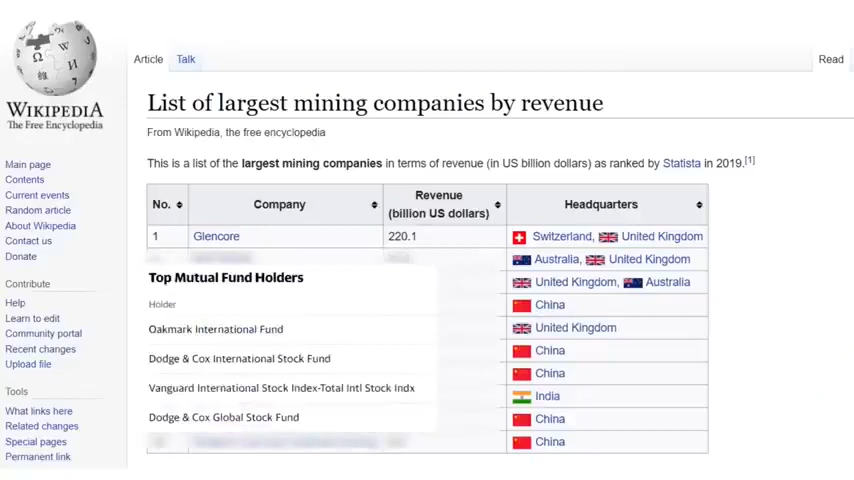 WIKIPEDIA
The Free Encyclopedia
Main page
Contents
Current events
Random article
About Wikipedia
Contact us
Donate
Contribute
Help
Learn to edit
Community portal
Recent changes
Upload file
Tools
What links here
Related changes
Special pages
Permanent link
Article Talk Read
List of largest mining companies by revenue
From Wikipedia, the free encyclopedia
This is a list of the largest mining companies in terms of revenue (in US billion dollars) as ranked by Statista in 2019.[1]
No. Company Revenue (billion US dollars) Headquarters
1 Glencore 220.1 Switzerland, United Kingdom
Australia, United Kingdom
United Kingdom, Australia
China
United Kingdom
China
China
India
China
China
Top Mutual Fund Holders
Holder
Oakmark International Fund
Dodge & Cox International Stock Fund
Vanguard International Stock Index-Total Intl Stock Indx
Dodge & Cox Global Stock Fund